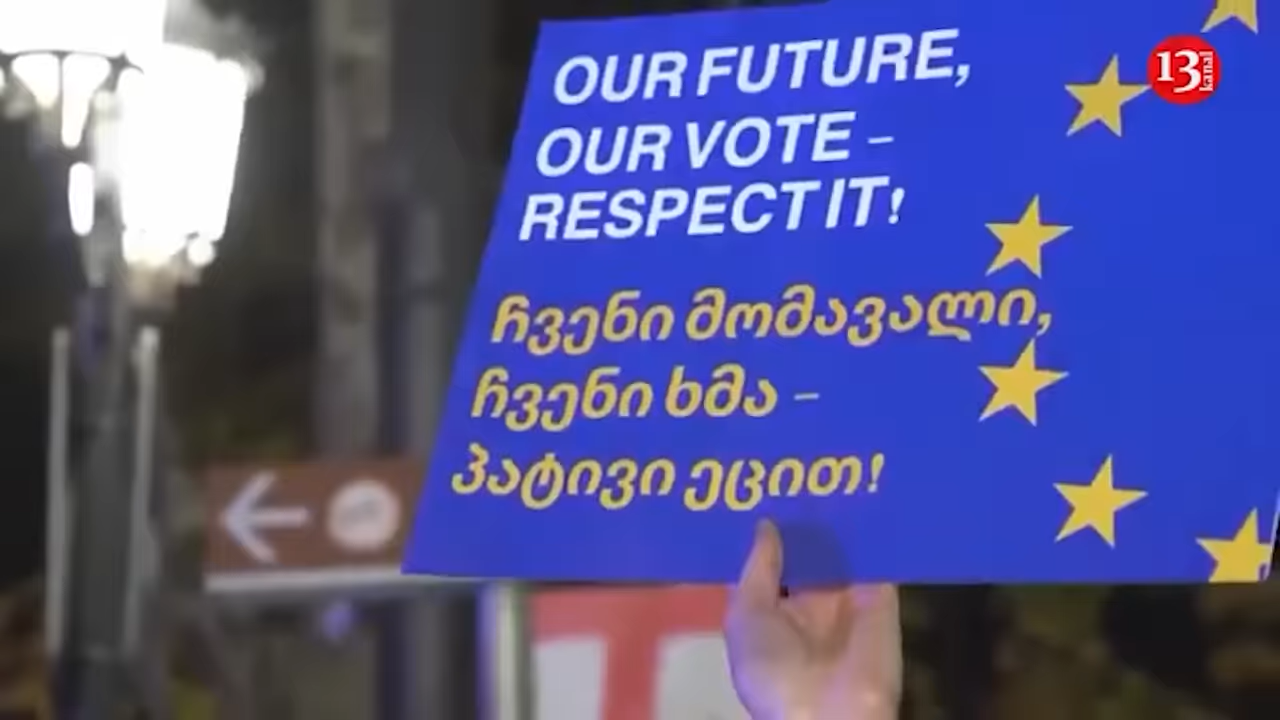 OUR FUTURE,
OUR VOTE –
RESPECT IT!
ჩვენი მომავალი,
ჩვენი ხმა –
პატივი ეცით!
13 kanal